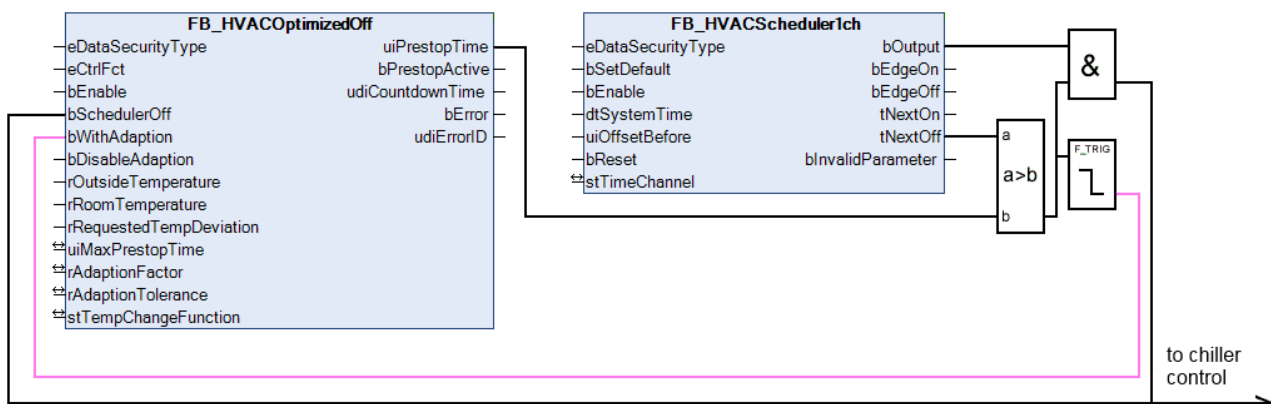 FB_HVACOptimizedOff
eDataSecurityType uiPrestopTime
eCtrlFct bPrestopActive
bEnable udiCountdownTime
bSchedulerOff bError
bWithAdaption udiErrorID
bDisableAdaption
rOutsideTemperature
rRoomTemperature
rRequestedTempDeviation
uiMaxPrestopTime
rAdaptionFactor
rAdaptionTolerance
stTempChangeFunction
FB_HVACScheduler1ch
eDataSecurityType bOutput
bSetDefault bEdgeOn
bEnable bEdgeOff
dtSystemTime tNextOn
uiOffsetBefore tNextOff
bReset bInvalidParameter
stTimeChannel
a
a>b
b
&
F_TRIG
to chiller
control